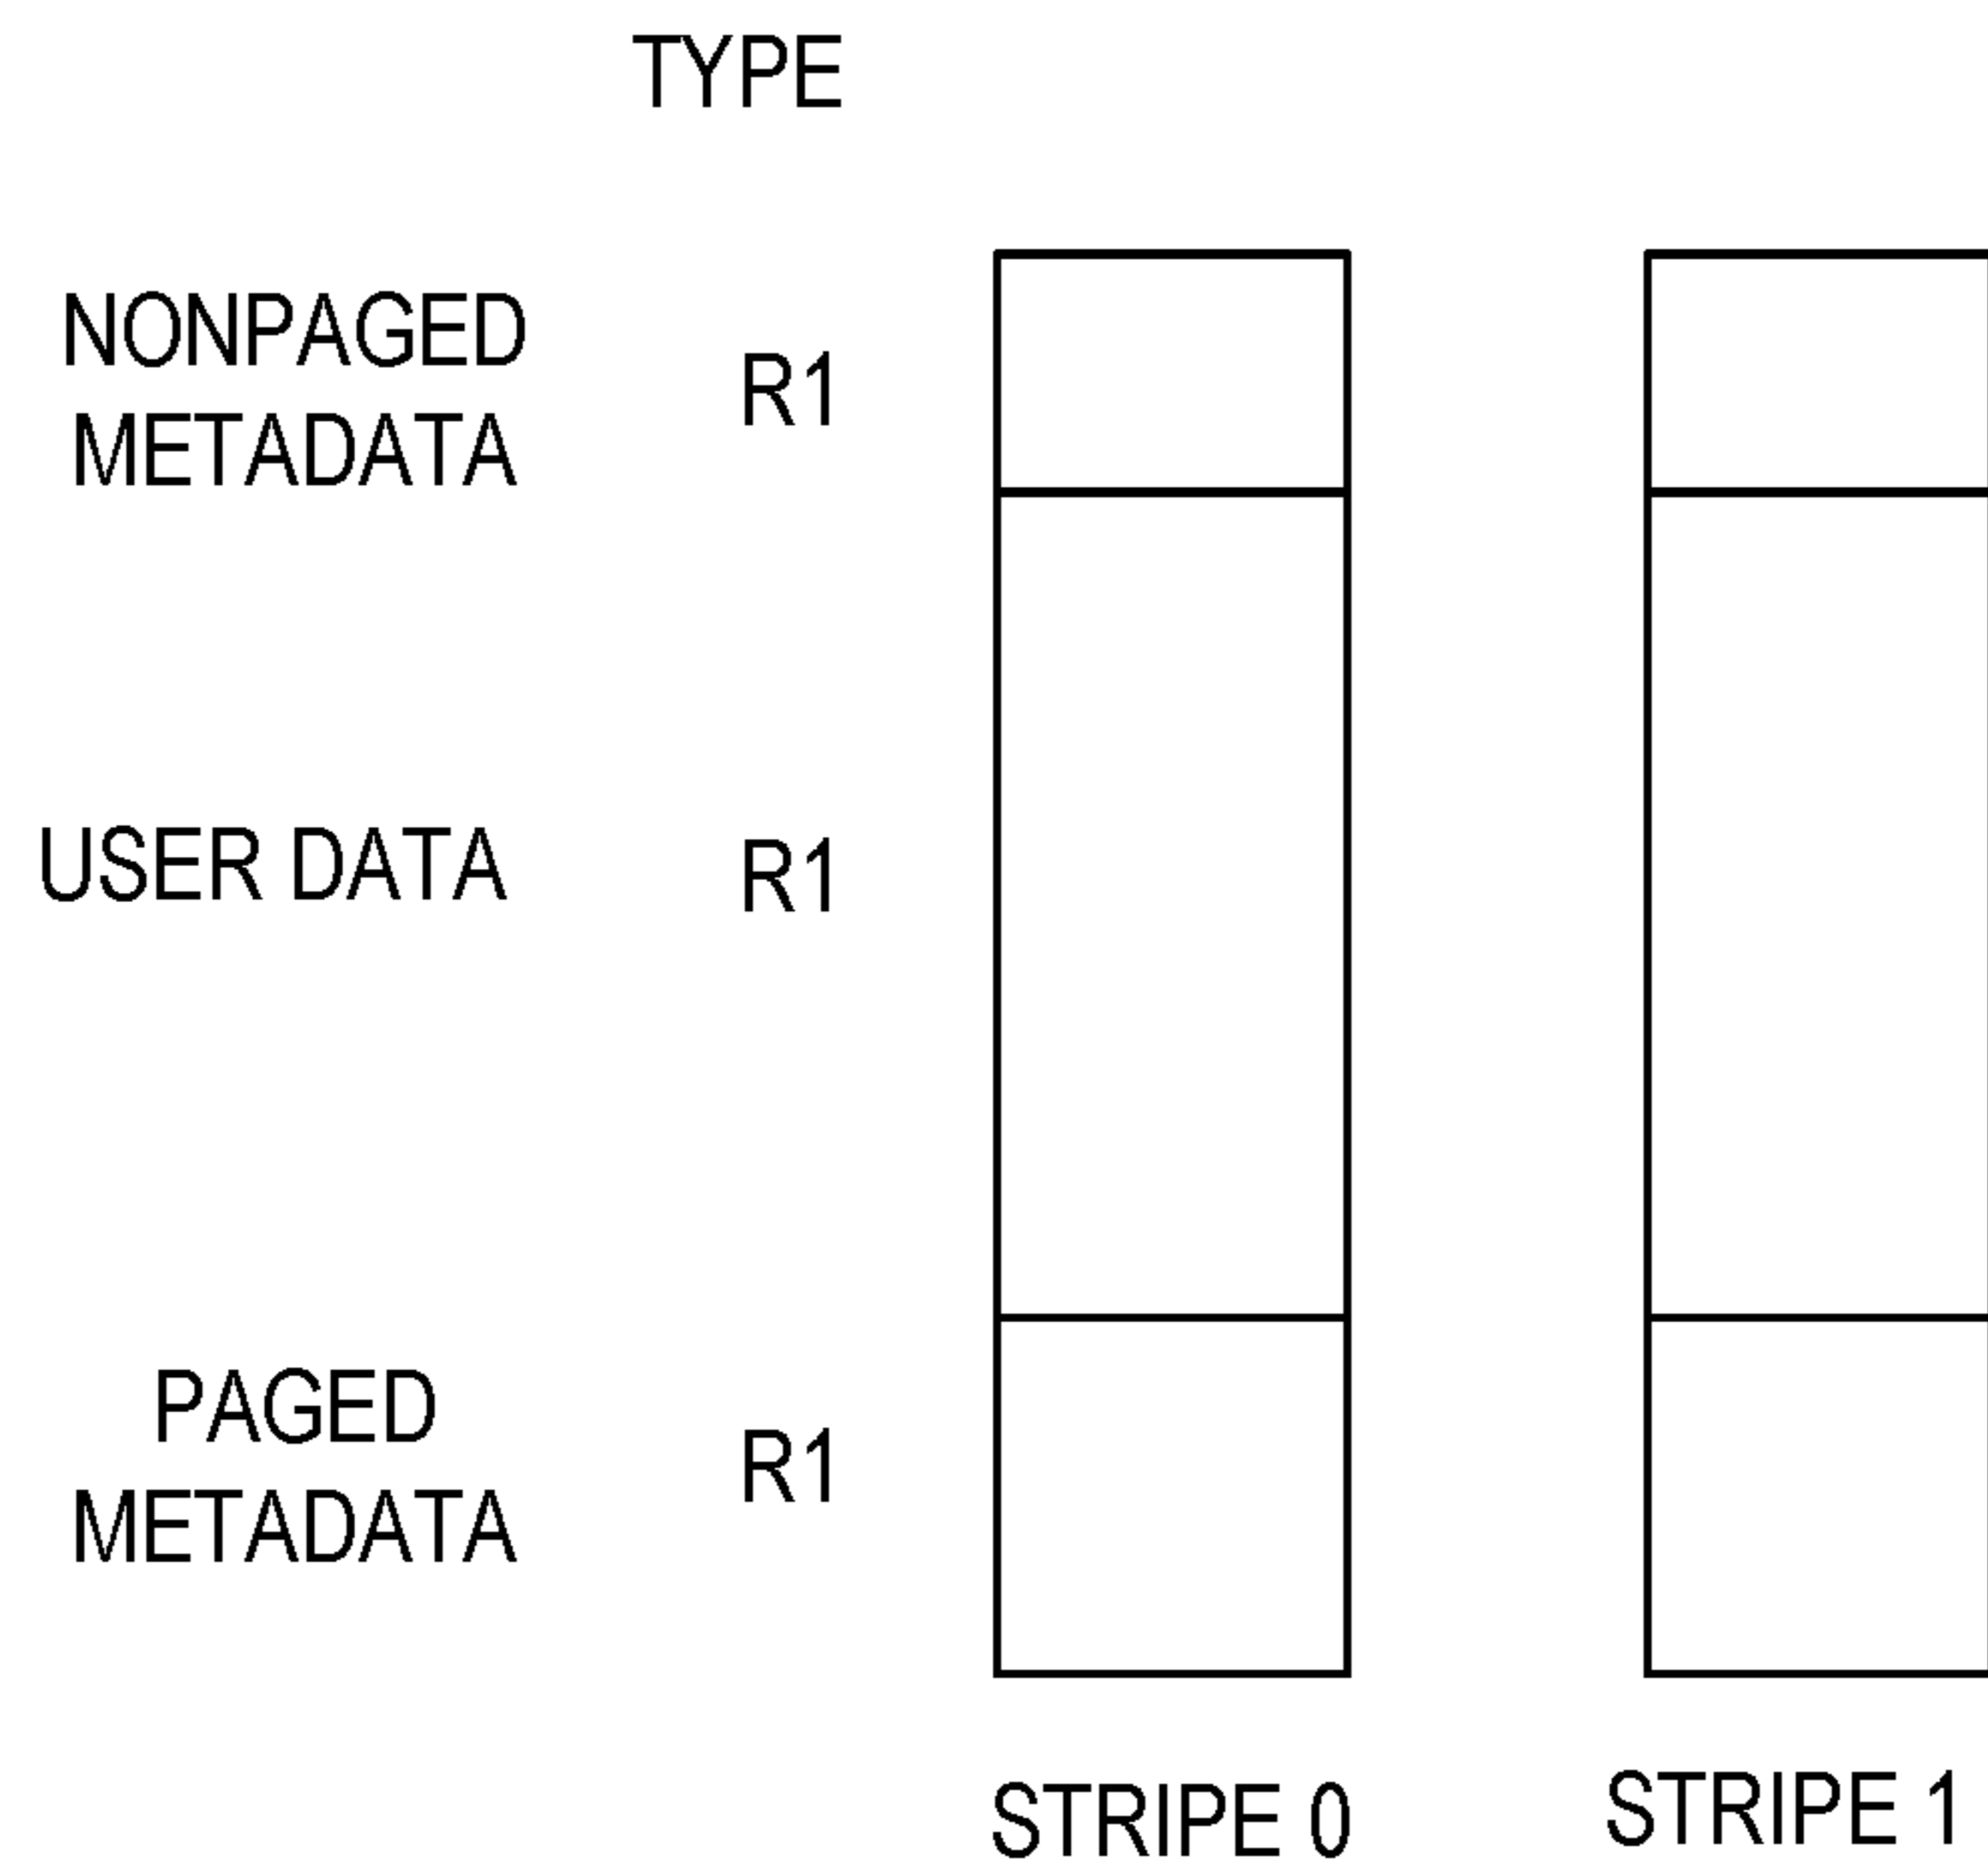 TYPE
NONPAGED
METADATA
R1
USER DATA
R1
PAGED
METADATA
R1
STRIPE 0
STRIPE 1